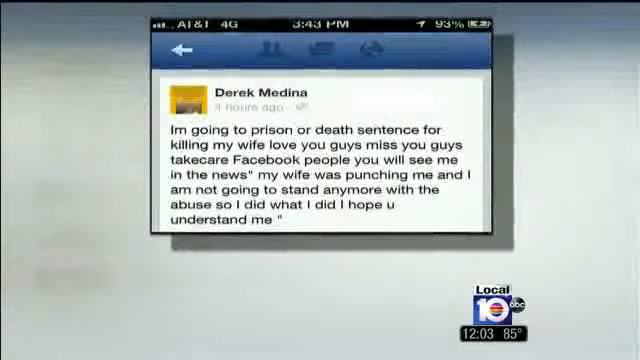 AT&T 4G 3:43 PM 93%
Derek Medina
4 hours ago
Im going to prison or death sentence for
killing my wife love you guys miss you guys
takecare Facebook people you will see me
in the news" my wife was punching me and I
am not going to stand anymore with the
abuse so I did what I did I hope u
understand me "
Local
10 abc
12:03 85°